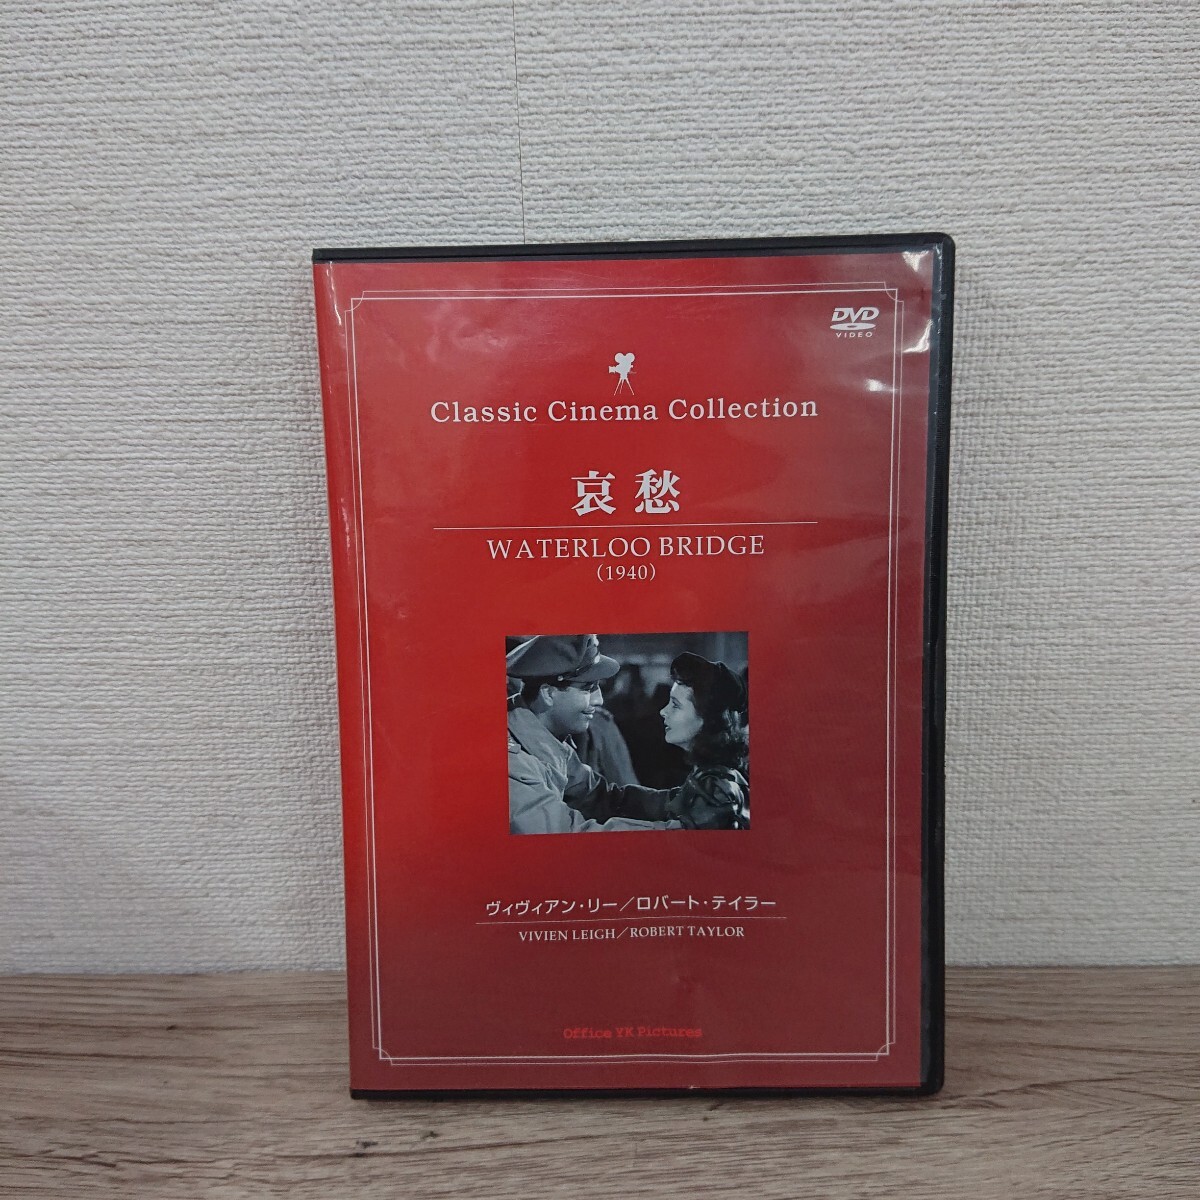 DVD
VIDEO
Classic Cinema Collection
哀愁
WATERLOO BRIDGE
(1940)
ヴィヴィアン・リー／ロバート・テイラー
VIVIEN LEIGH／ROBERT TAYLOR
Office YK Pictures